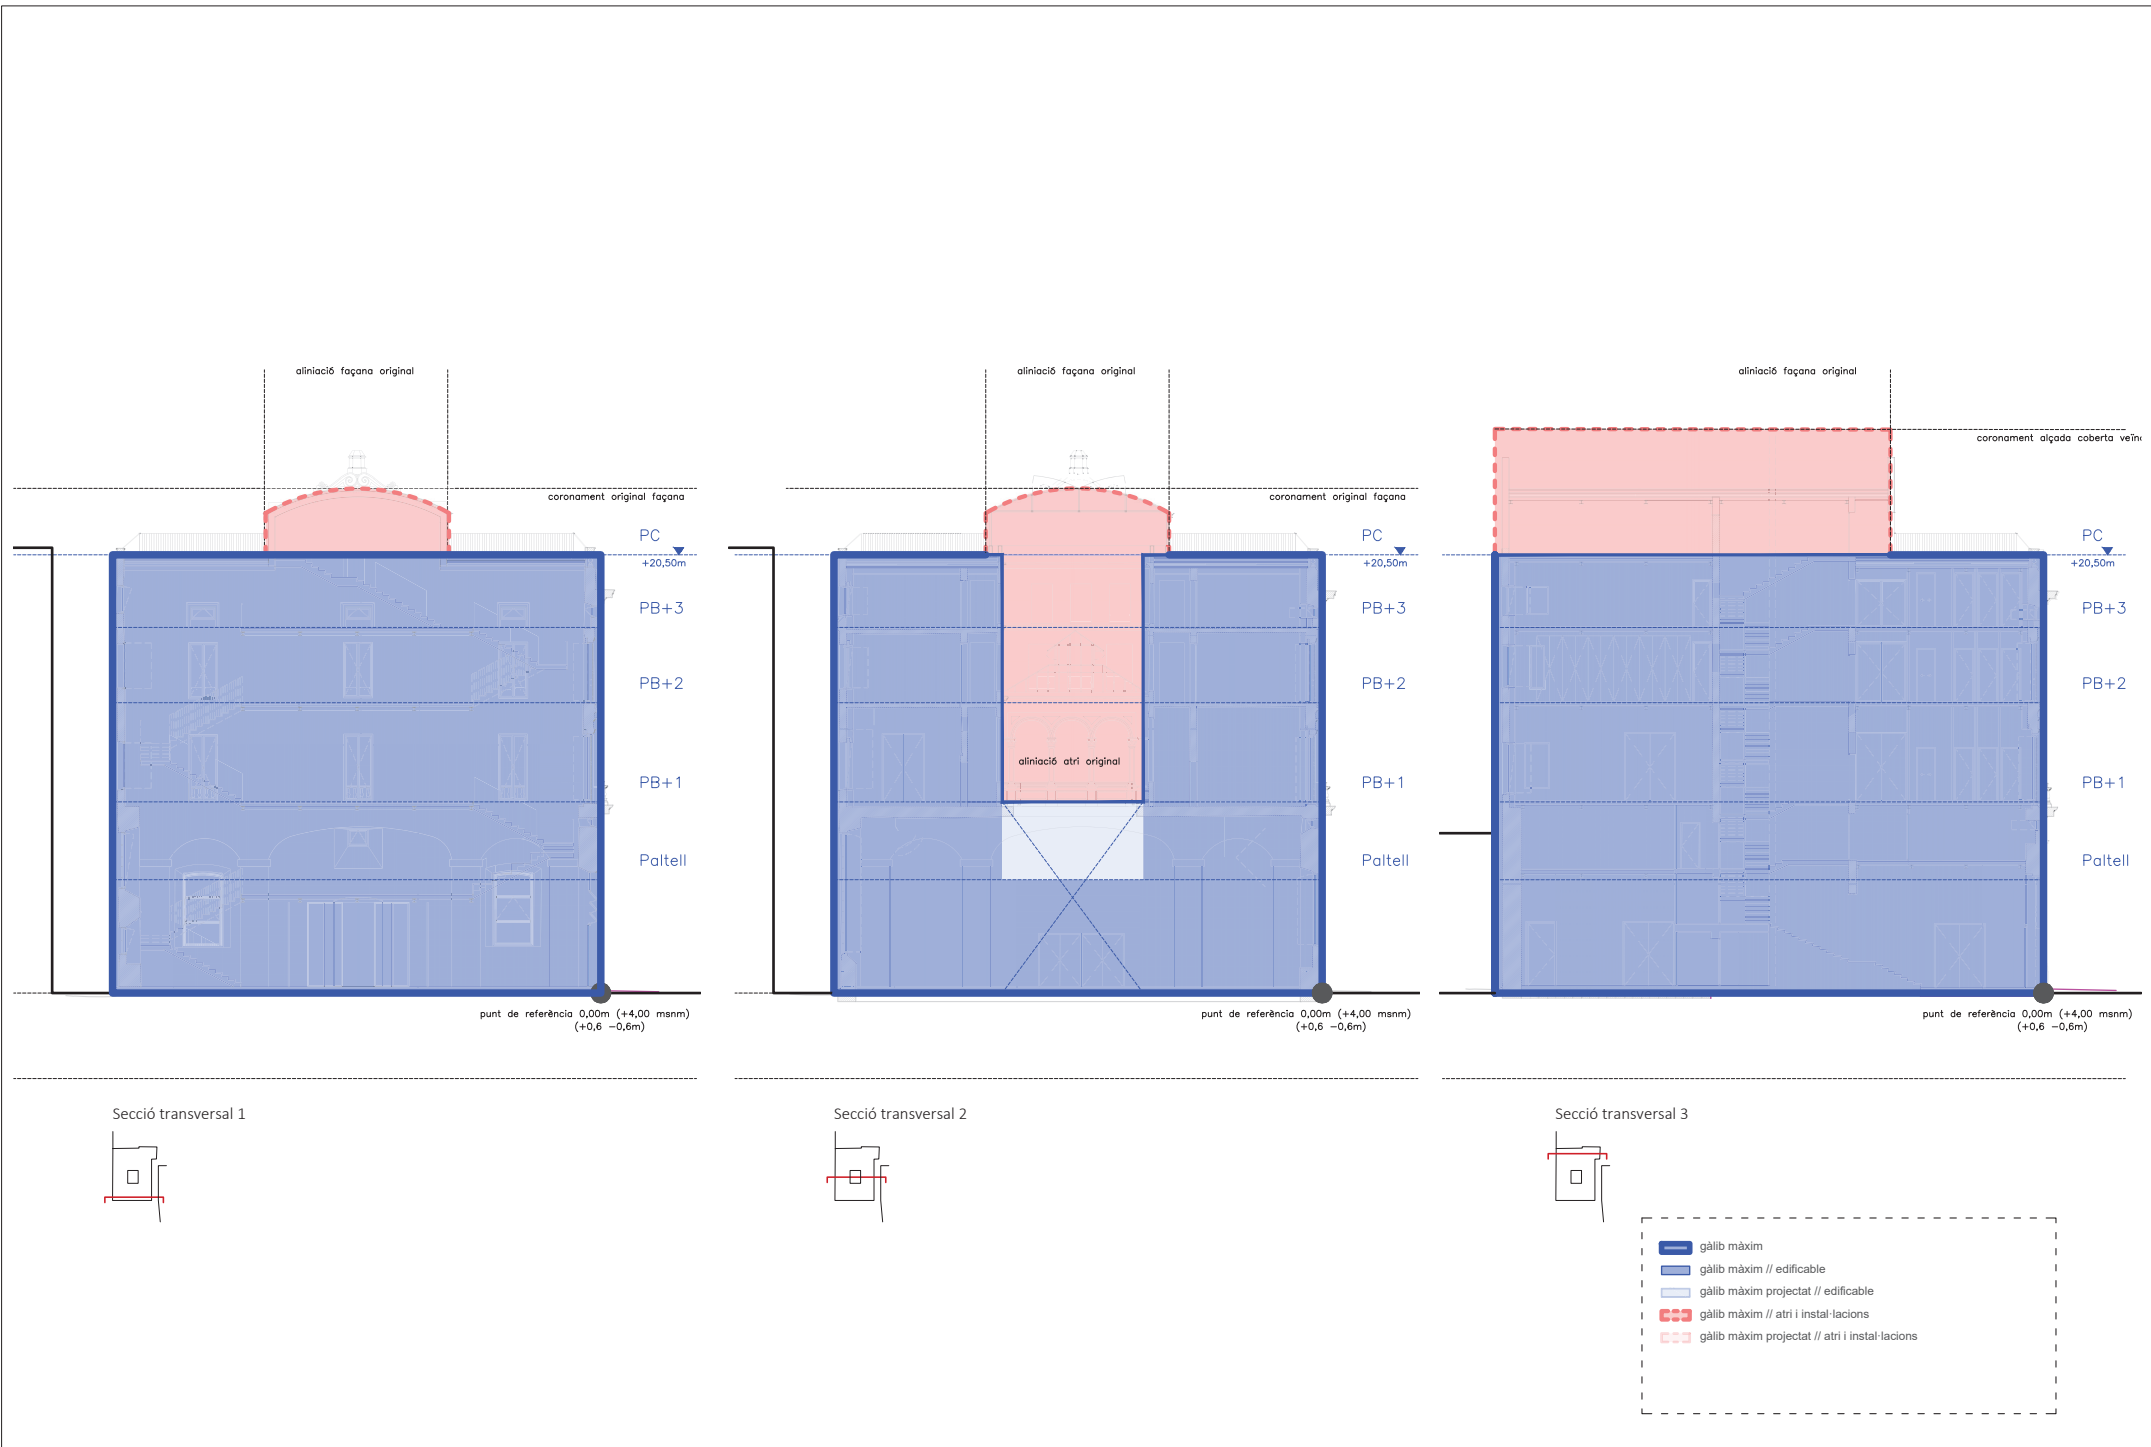 aliniació façana original
coronament original façana
PC
+20,50m
PB+3
PB+2
PB+1
Paltell
punt de referència 0,00m (+4,00 msnm)
(+0,6 -0,6m)
Secció transversal 1
aliniació façana original
coronament original façana
PC
+20,50m
PB+3
PB+2
aliniació atri original
PB+1
Paltell
punt de referència 0,00m (+4,00 msnm)
(+0,6 -0,6m)
Secció transversal 2
aliniació façana original
coronament alçada coberta veïn
PC
+20,50m
PB+3
PB+2
PB+1
Paltell
punt de referència 0,00m (+4,00 msnm)
(+0,6 -0,6m)
Secció transversal 3
gàlib màxim
gàlib màxim // edificable
gàlib màxim projectat // edificable
gàlib màxim // atri i instal·lacions
gàlib màxim projectat // atri i instal·lacions